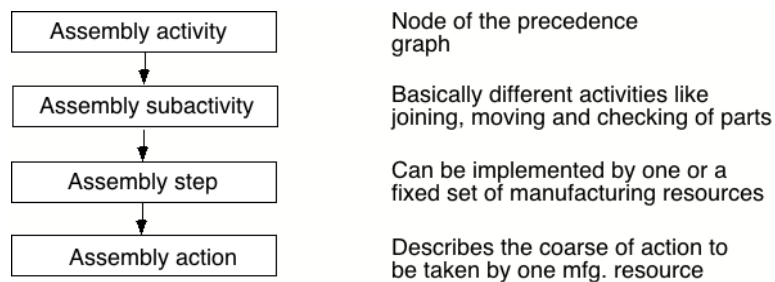 Assembly activity
Node of the precedence
graph
Assembly subactivity
Basically different activities like
joining, moving and checking of parts
Assembly step
Can be implemented by one or a
fixed set of manufacturing resources
Assembly action
Describes the coarse of action to
be taken by one mfg. resource